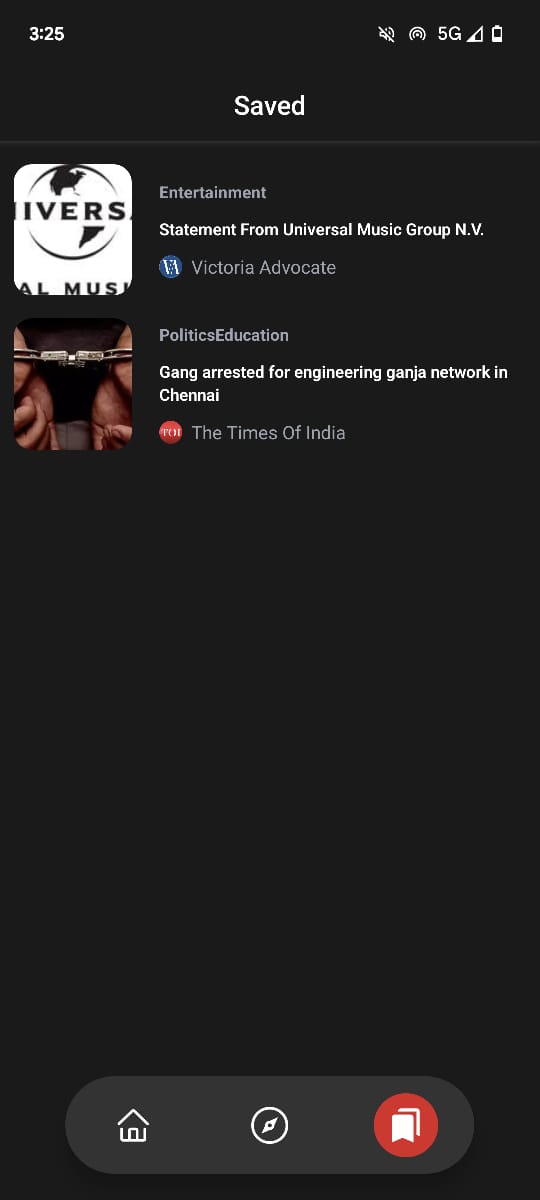 3:25
5G
Saved
IVERS
AL MUSI
Entertainment
Statement From Universal Music Group N.V.
VA
Victoria Advocate
PoliticsEducation
Gang arrested for engineering ganja network in
Chennai
TOI
The Times Of India